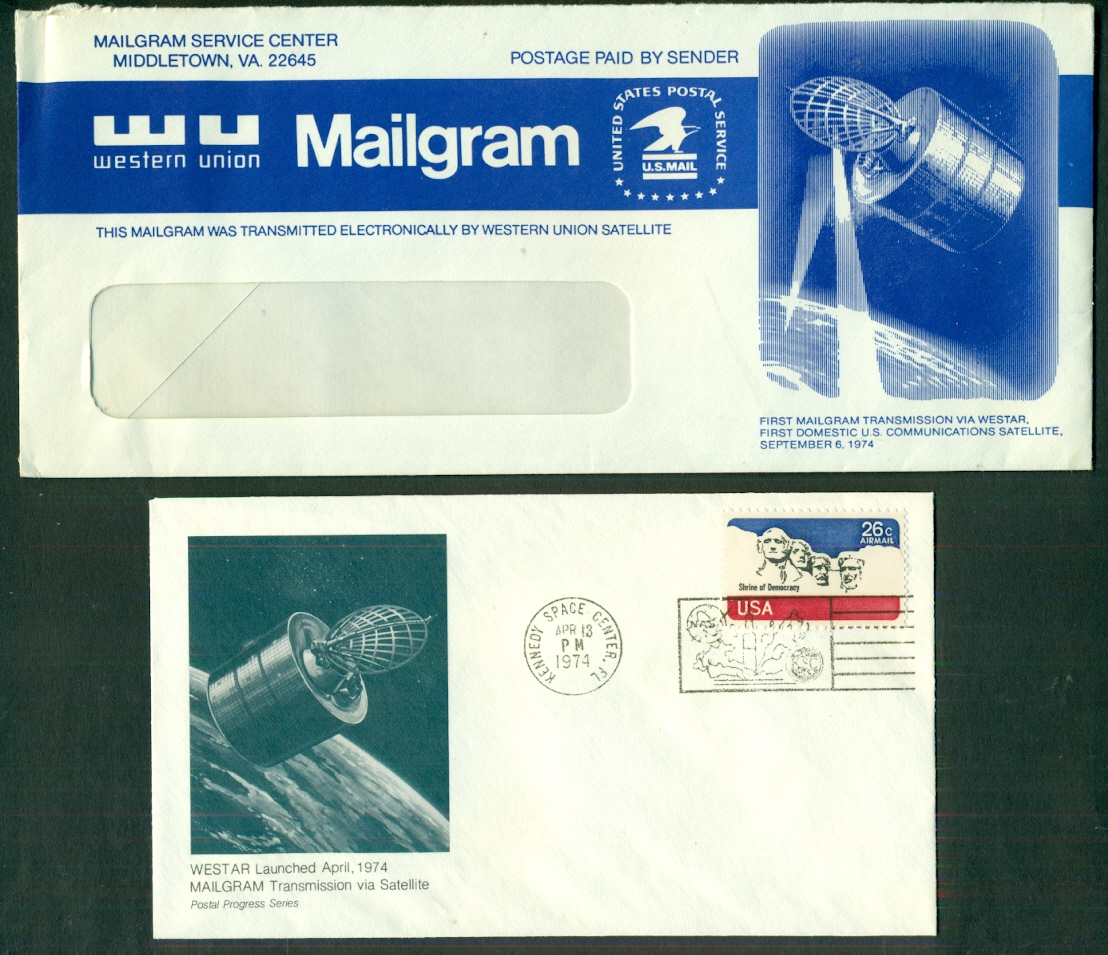 MAILGRAM SERVICE CENTER
MIDDLETOWN, VA. 22645
POSTAGE PAID BY SENDER
western union
Mailgram
UNITED STATES POSTAL SERVICE
U.S.MAIL
THIS MAILGRAM WAS TRANSMITTED ELECTRONICALLY BY WESTERN UNION SATELLITE
FIRST MAILGRAM TRANSMISSION VIA WESTAR,
FIRST DOMESTIC U.S. COMMUNICATIONS SATELLITE,
SEPTEMBER 6, 1974
26c
AIRMAIL
Shrine of Democracy
USA
KENNEDY SPACE CENTER, FL
APR 13
PM
1974
WESTAR Launched April, 1974
MAILGRAM Transmission via Satellite
Postal Progress Series